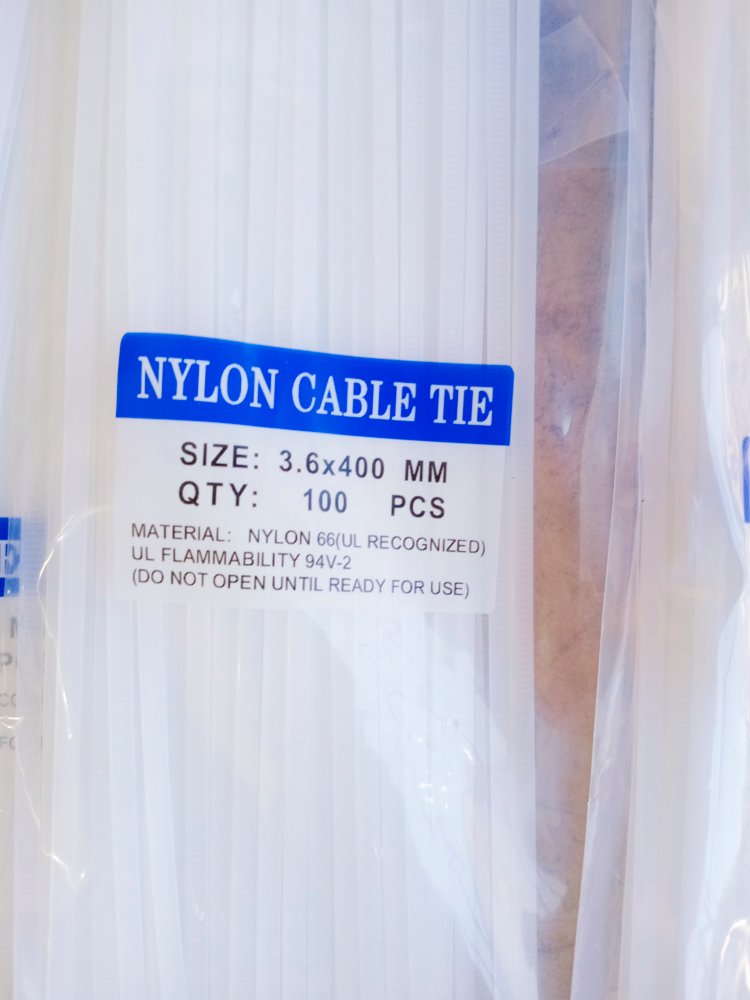 NYLON CABLE TIE
SIZE: 3.6x400 MM
QTY: 100 PCS
MATERIAL: NYLON 66(UL RECOGNIZED)
UL FLAMMABILITY 94V-2
(DO NOT OPEN UNTIL READY FOR USE)